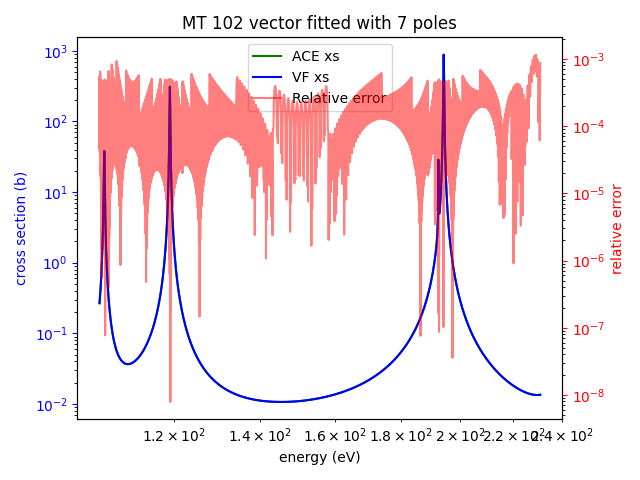 MT 102 vector fitted with 7 poles
ACE xs
VF xs
Relative error
cross section (b)
10³
10²
10¹
10⁰
10⁻¹
10⁻²
relative error
10⁻³
10⁻⁴
10⁻⁵
10⁻⁶
10⁻⁷
10⁻⁸
1.2 × 10² 1.4 × 10² 1.6 × 10² 1.8 × 10² 2 × 10² 2.2 × 10² 2.4 × 10²
energy (eV)